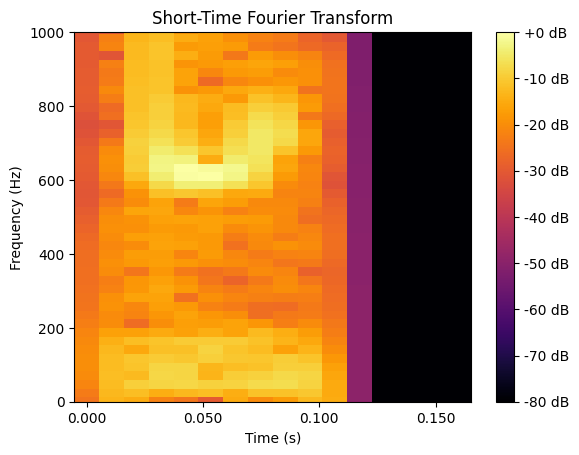 Short-Time Fourier Transform
1000
800
600
400
200
0
Frequency (Hz)
0.000
0.050
0.100
0.150
Time (s)
+0 dB
-10 dB
-20 dB
-30 dB
-40 dB
-50 dB
-60 dB
-70 dB
-80 dB